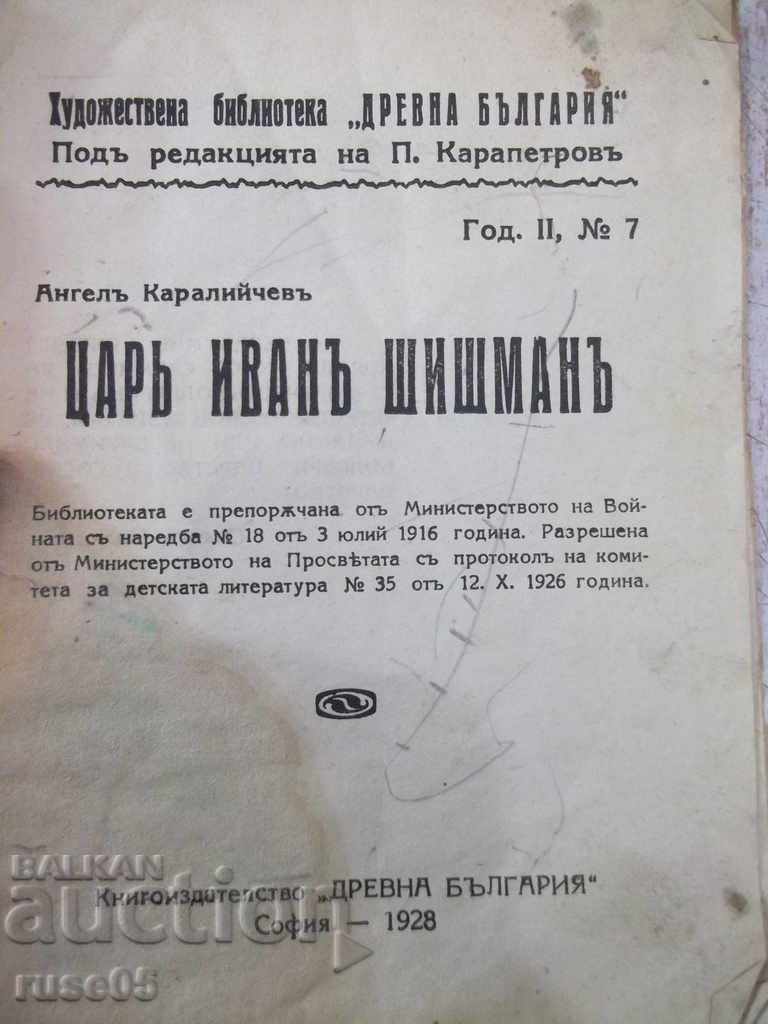 Художествена библиотека „ДРЕВНА БЪЛГАРИЯ“
Подъ редакцията на П. Карапетровъ
Год. II, № 7
Ангелъ Каралийчевъ
ЦАРЬ ИВАНЪ ШИШМАНЪ
Библиотеката е препорѫчана отъ Министерството на Вой-
ната съ наредба № 18 отъ 3 юлий 1916 година. Разрешена
отъ Министерството на Просвѣтата съ протоколъ на коми-
тета за детската литература № 35 отъ 12. X. 1926 година.
Книгоиздателство „ДРЕВНА БЪЛГАРИЯ“
София — 1928
BALKAN
auction
ruse05